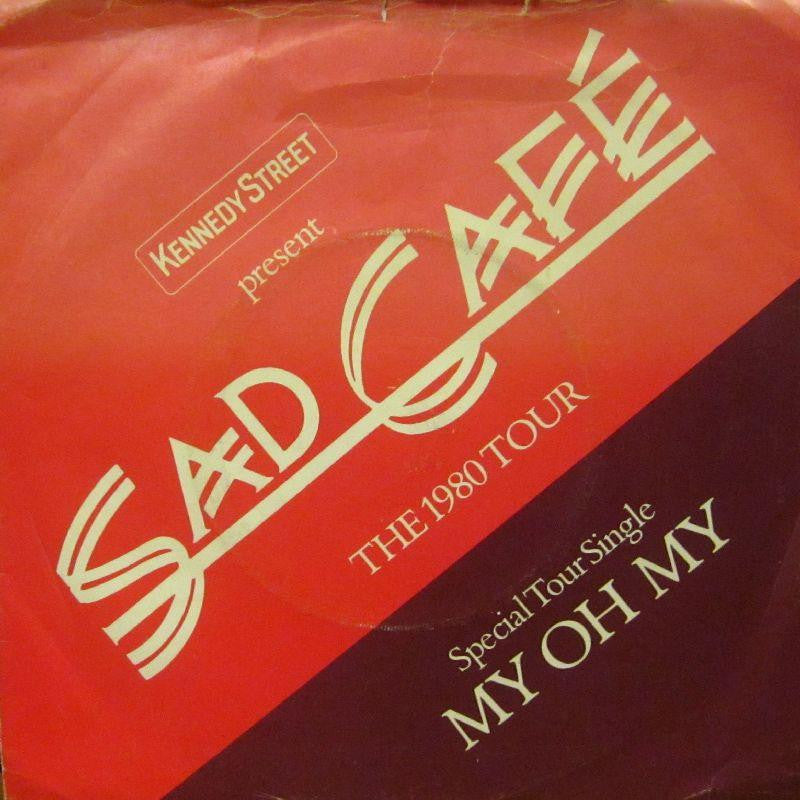 KENNEDY STREET
present
SAD CAFÉ
THE 1980 TOUR
Special Tour Single
MY OH MY